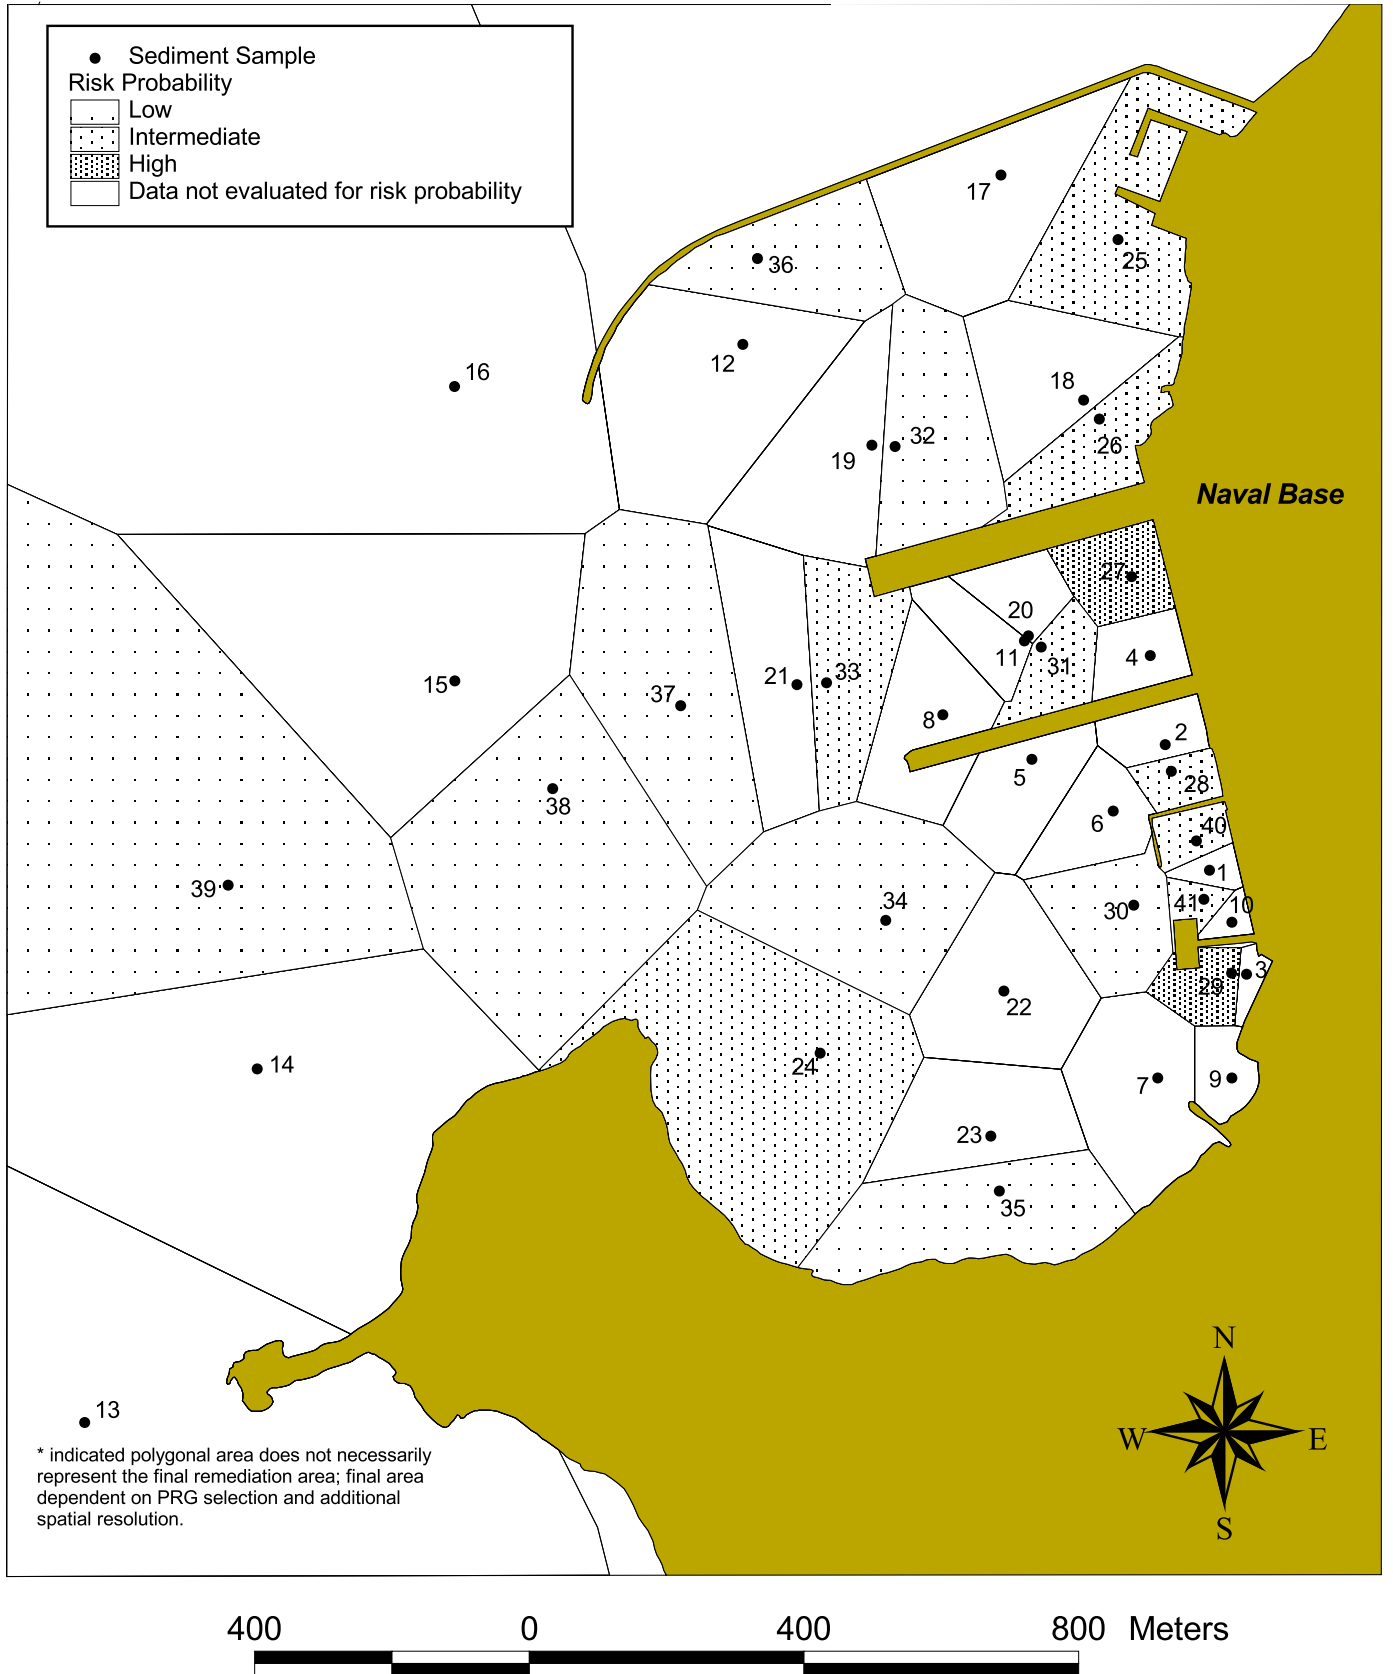 Sediment Sample
Risk Probability
Low
Intermediate
High
Data not evaluated for risk probability
17
25
36
12
16
18
32
26
19
Naval Base
27
20
11
31
4
15
37
21
33
8
2
5
28
38
6
40
1
39
34
30
41
10
3
29
22
14
24
7
9
23
35
13
* indicated polygonal area does not necessarily
represent the final remediation area; final area
dependent on PRG selection and additional
spatial resolution.
N
W E
S
400 0 400 800 Meters